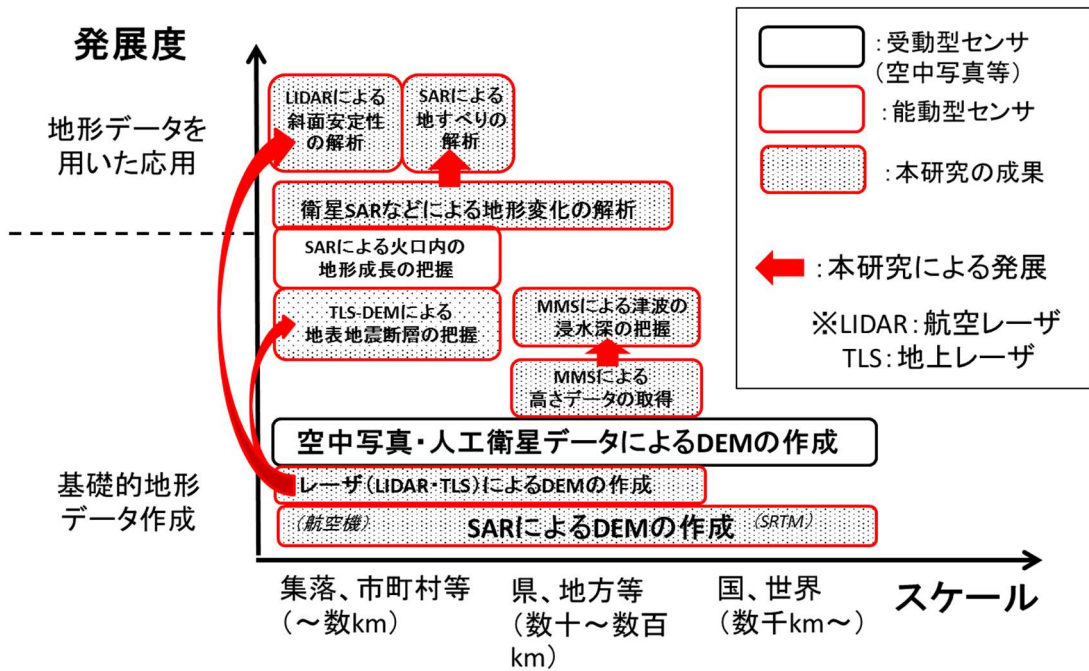 発展度
地形データを
用いた応用
基礎的地形
データ作成
LIDARによる
斜面安定性
の解析
SARによる
地すべりの
解析
衛星SARなどによる地形変化の解析
SARによる火口内の
地形成長の把握
TLS-DEMによる
地表地震断層の把握
MMSによる津波の
浸水深の把握
MMSによる
高さデータの取得
空中写真・人工衛星データによるDEMの作成
レーザ(LIDAR・TLS)によるDEMの作成
(航空機) SARによるDEMの作成 (SRTM)
集落、市町村等
(～数km)
県、地方等
(数十～数百
km)
国、世界
(数千km～)
スケール
:受動型センサ
(空中写真等)
:能動型センサ
:本研究の成果
:本研究による発展
※LIDAR:航空レーザ
TLS:地上レーザ